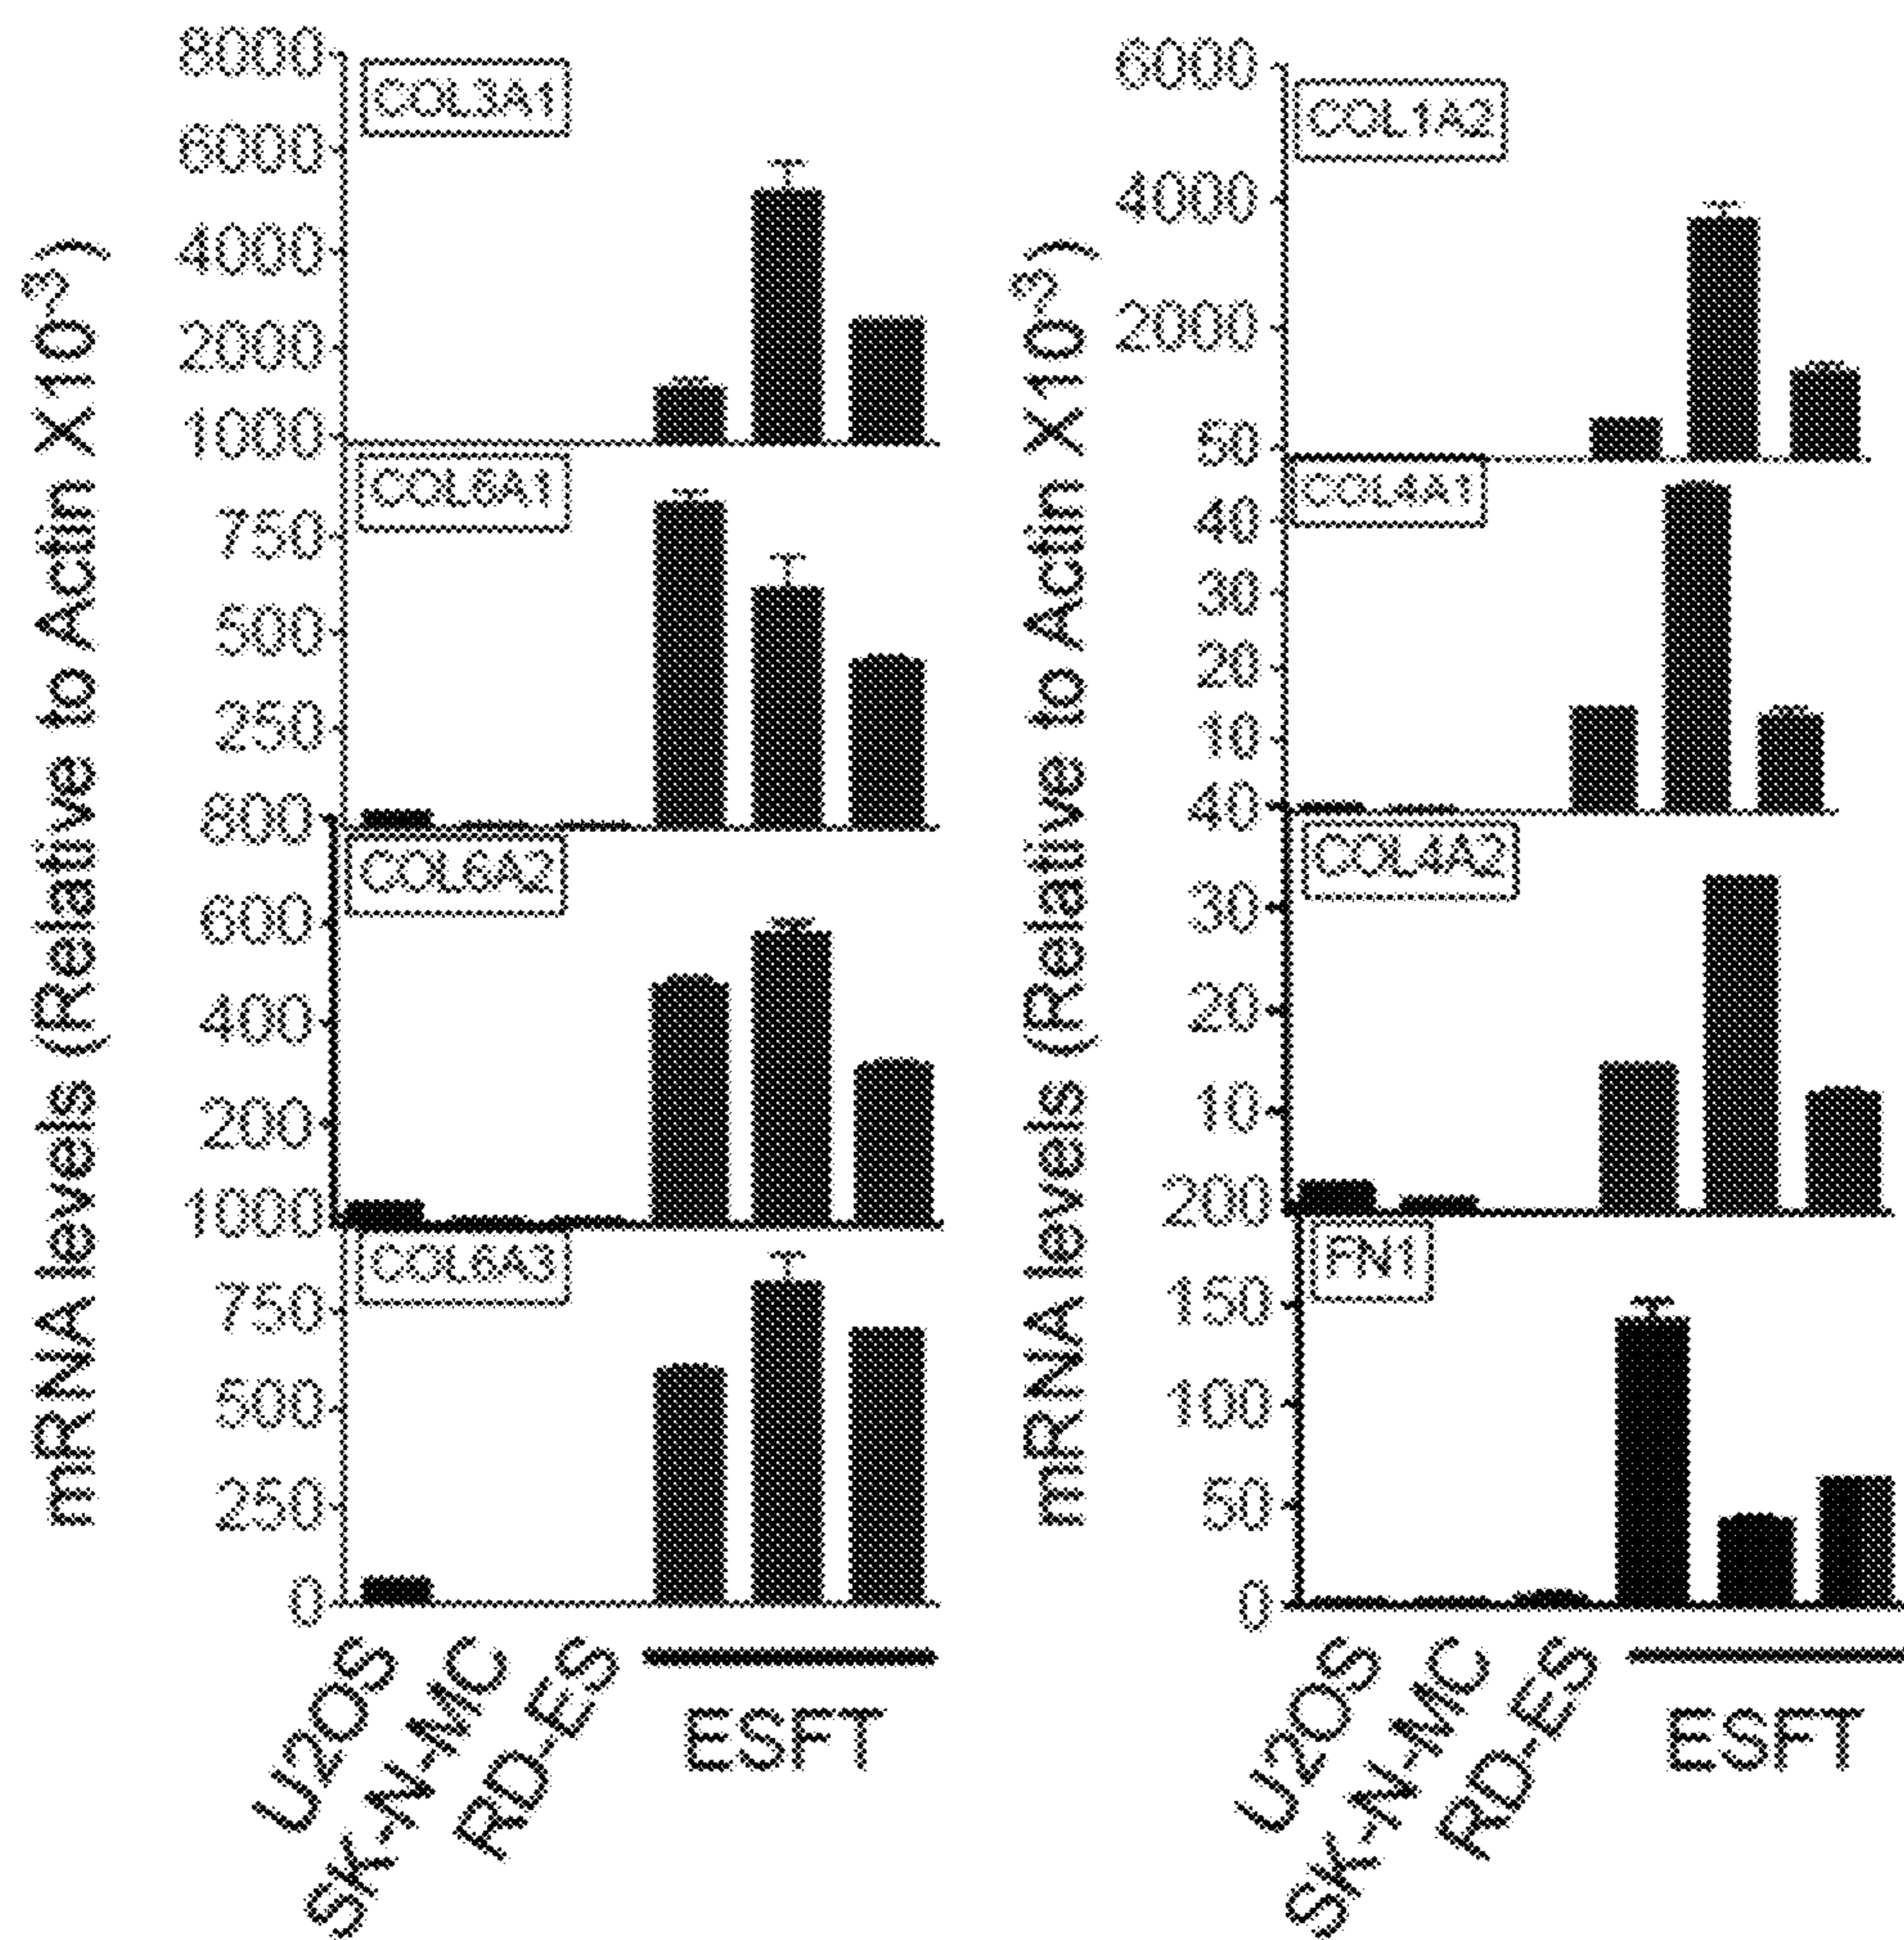 mRNA levels (Relative to Actin X10-3)
8000
COL3A1
6000
4000
2000
1000
COL6A1
750
500
250
800
COL6A2
600
400
200
1000
COL6A3
750
500
250
0
U2OS
SK-N-MC
RD-ES
ESFT
mRNA levels (Relative to Actin X10-3)
6000
COL1A2
4000
2000
50
COL4A1
40
30
20
10
40
COL4A2
30
20
10
200
FN1
150
100
50
0
U2OS
SK-N-MC
RD-ES
ESFT